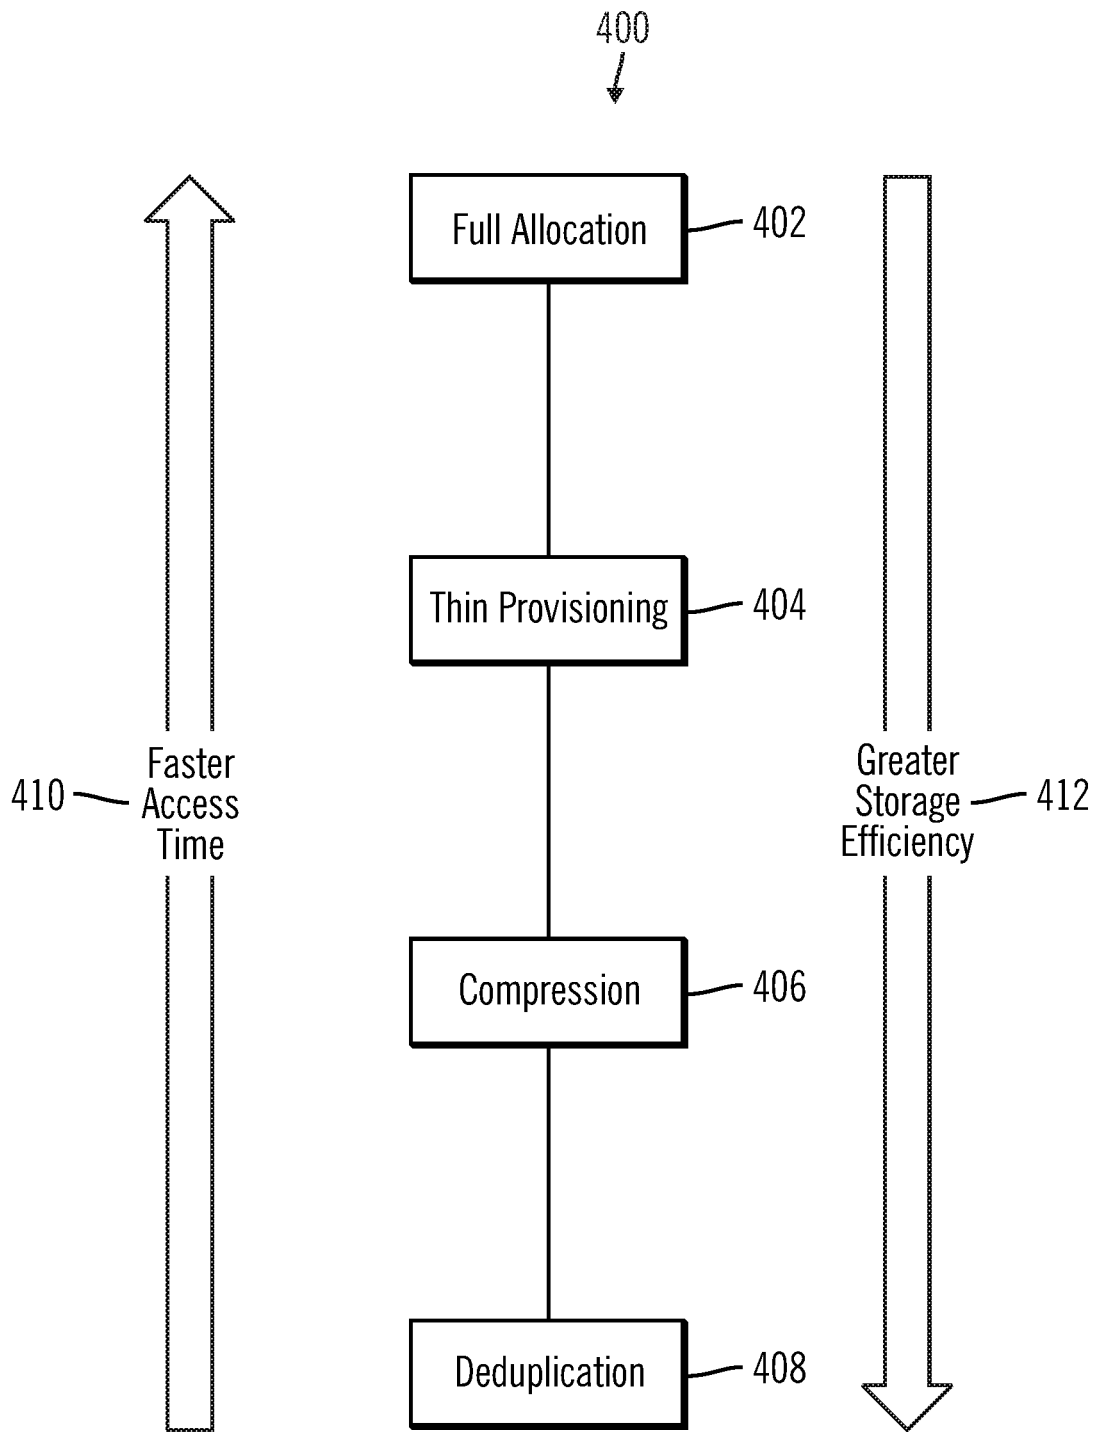 400
Full Allocation
402
Thin Provisioning
404
Faster
Access
Time
410
Greater
Storage
Efficiency
412
Compression
406
Deduplication
408